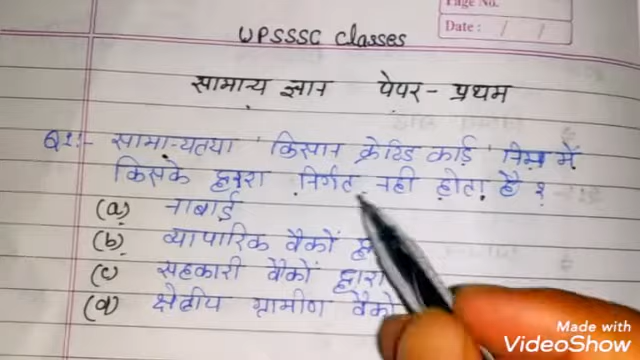 Page No.
Date : / /
UPSSSC Classes
सामान्य ज्ञान पेपर - प्रथम
Q1:- सामान्यतया 'किसान क्रेटिड कार्ड' निम्न में
किसके द्वारा निर्गत नही होता है ?
(a) नाबार्ड
(b) व्यापारिक बैंकों
(c) सहकारी बैंकों द्वारा
(d) क्षेत्रीय ग्रामीण बैंको
Made with
VideoShow